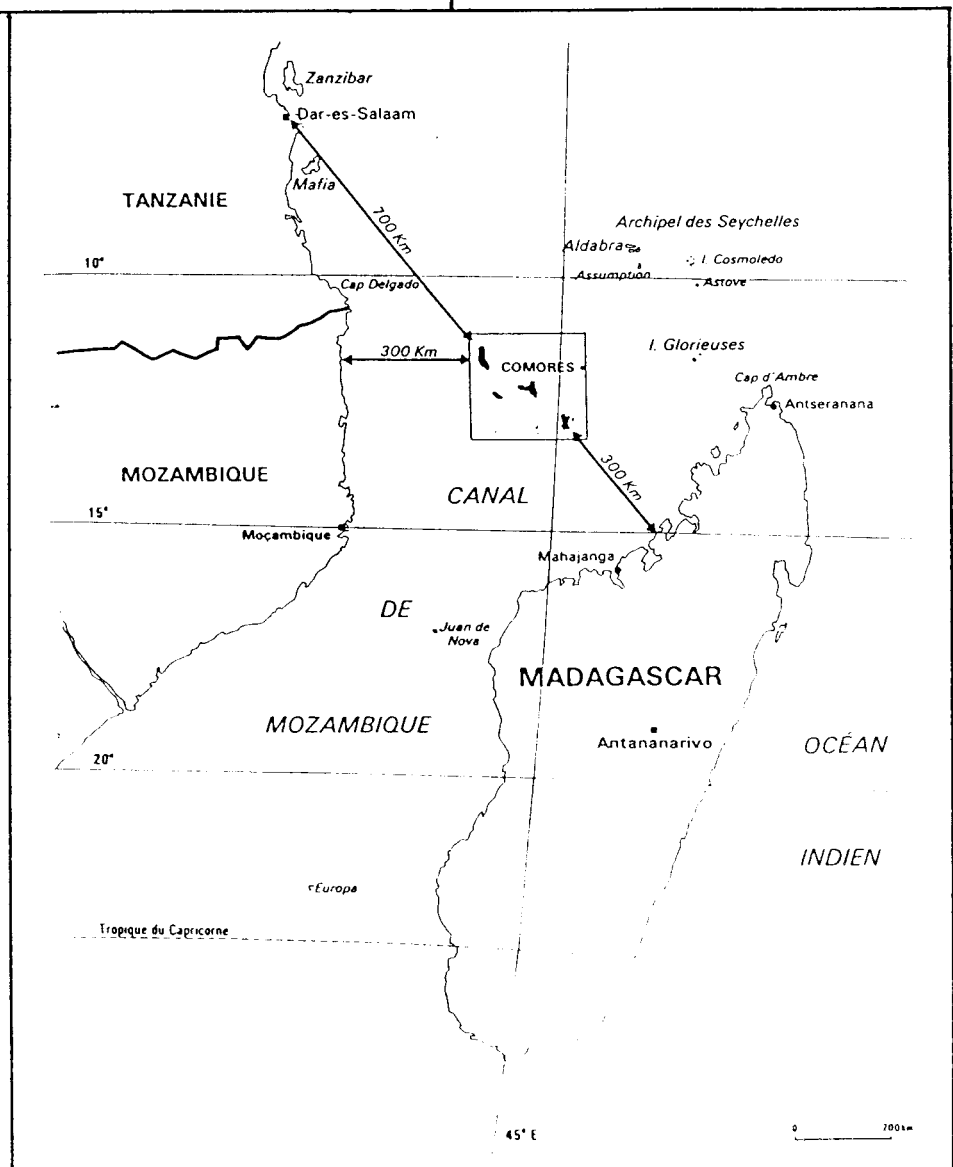 Zanzibar
Dar-es-Salaam
Mafia
TANZANIE
700 Km
Archipel des Seychelles
Aldabra
I. Cosmoledo
10°
Assumption
Astove
Cap Delgado
300 Km
COMORES
I. Glorieuses
Cap d'Ambre
Antseranana
MOZAMBIQUE
CANAL
300 Km
15°
Moçambique
Mahajanga
DE
Juan de
Nova
MADAGASCAR
MOZAMBIQUE
Antananarivo
OCÉAN
20°
INDIEN
Europa
Tropique du Capricorne
45° E
0 700 km